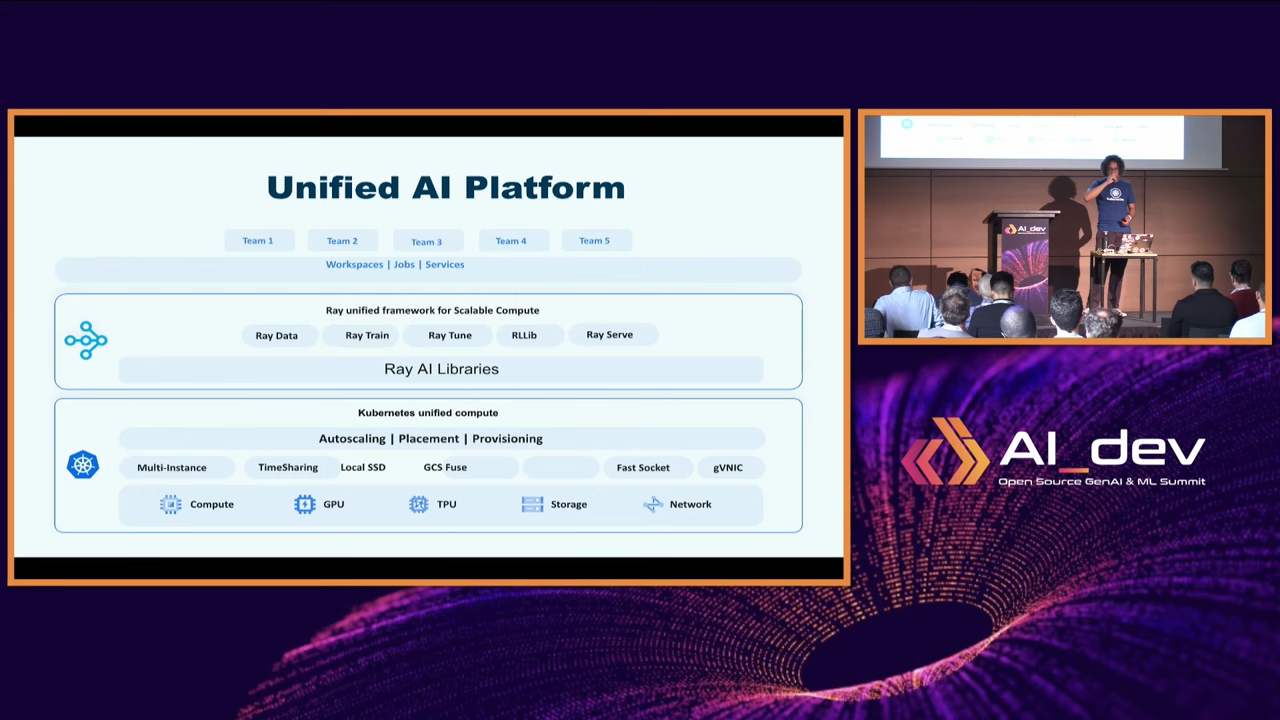 Unified AI Platform
Team 1
Team 2
Team 3
Team 4
Team 5
Workspaces | Jobs | Services
Ray unified framework for Scalable Compute
Ray Data
Ray Train
Ray Tune
RLLib
Ray Serve
Ray AI Libraries
Kubernetes unified compute
Autoscaling | Placement | Provisioning
Multi-Instance
TimeSharing
Local SSD
GCS Fuse
Fast Socket
gVNIC
Compute
GPU
TPU
Storage
Network
AI_dev
AI_dev
Open Source GenAI & ML Summit